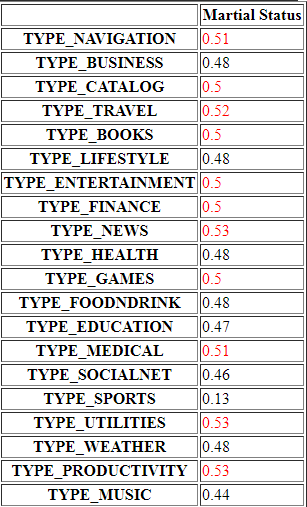 Martial Status
TYPE_NAVIGATION 0.51
TYPE_BUSINESS 0.48
TYPE_CATALOG 0.5
TYPE_TRAVEL 0.52
TYPE_BOOKS 0.5
TYPE_LIFESTYLE 0.48
TYPE_ENTERTAINMENT 0.5
TYPE_FINANCE 0.5
TYPE_NEWS 0.53
TYPE_HEALTH 0.48
TYPE_GAMES 0.5
TYPE_FOODNDRINK 0.48
TYPE_EDUCATION 0.47
TYPE_MEDICAL 0.51
TYPE_SOCIALNET 0.46
TYPE_SPORTS 0.13
TYPE_UTILITIES 0.53
TYPE_WEATHER 0.48
TYPE_PRODUCTIVITY 0.53
TYPE_MUSIC 0.44